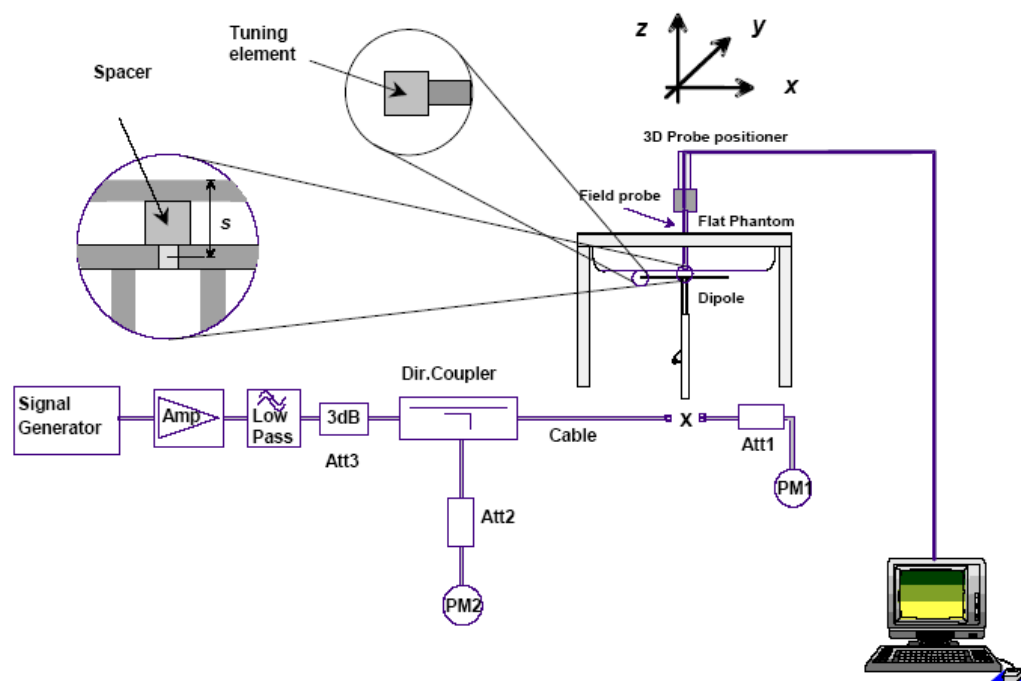 Tuning
element
Spacer
z
y
x
3D Probe positioner
Field probe
Flat Phantom
s
Dipole
Dir.Coupler
Signal
Generator
Amp
Low
Pass
3dB
Att3
Cable
X
Att1
PM1
Att2
PM2